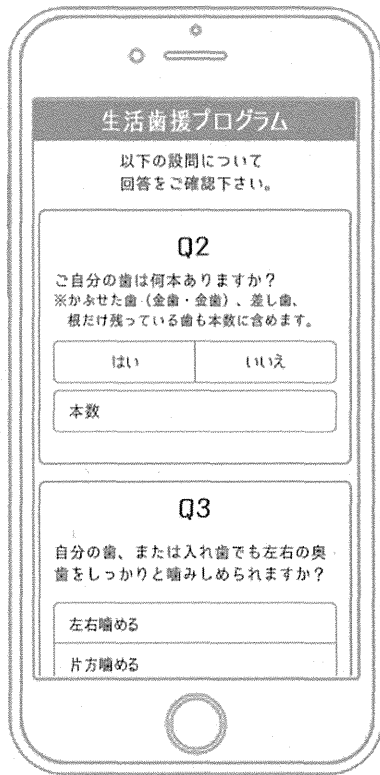 生活歯援プログラム
以下の設問について
回答をご確認下さい。
Q2
ご自分の歯は何本ありますか？
※かぶせた歯（金歯・金歯）、差し歯、
根だけ残っている歯も本数に含めます。
はい
いいえ
本数
Q3
自分の歯、または入れ歯でも左右の奥
歯をしっかりと噛みしめられますか？
左右噛める
片方噛める